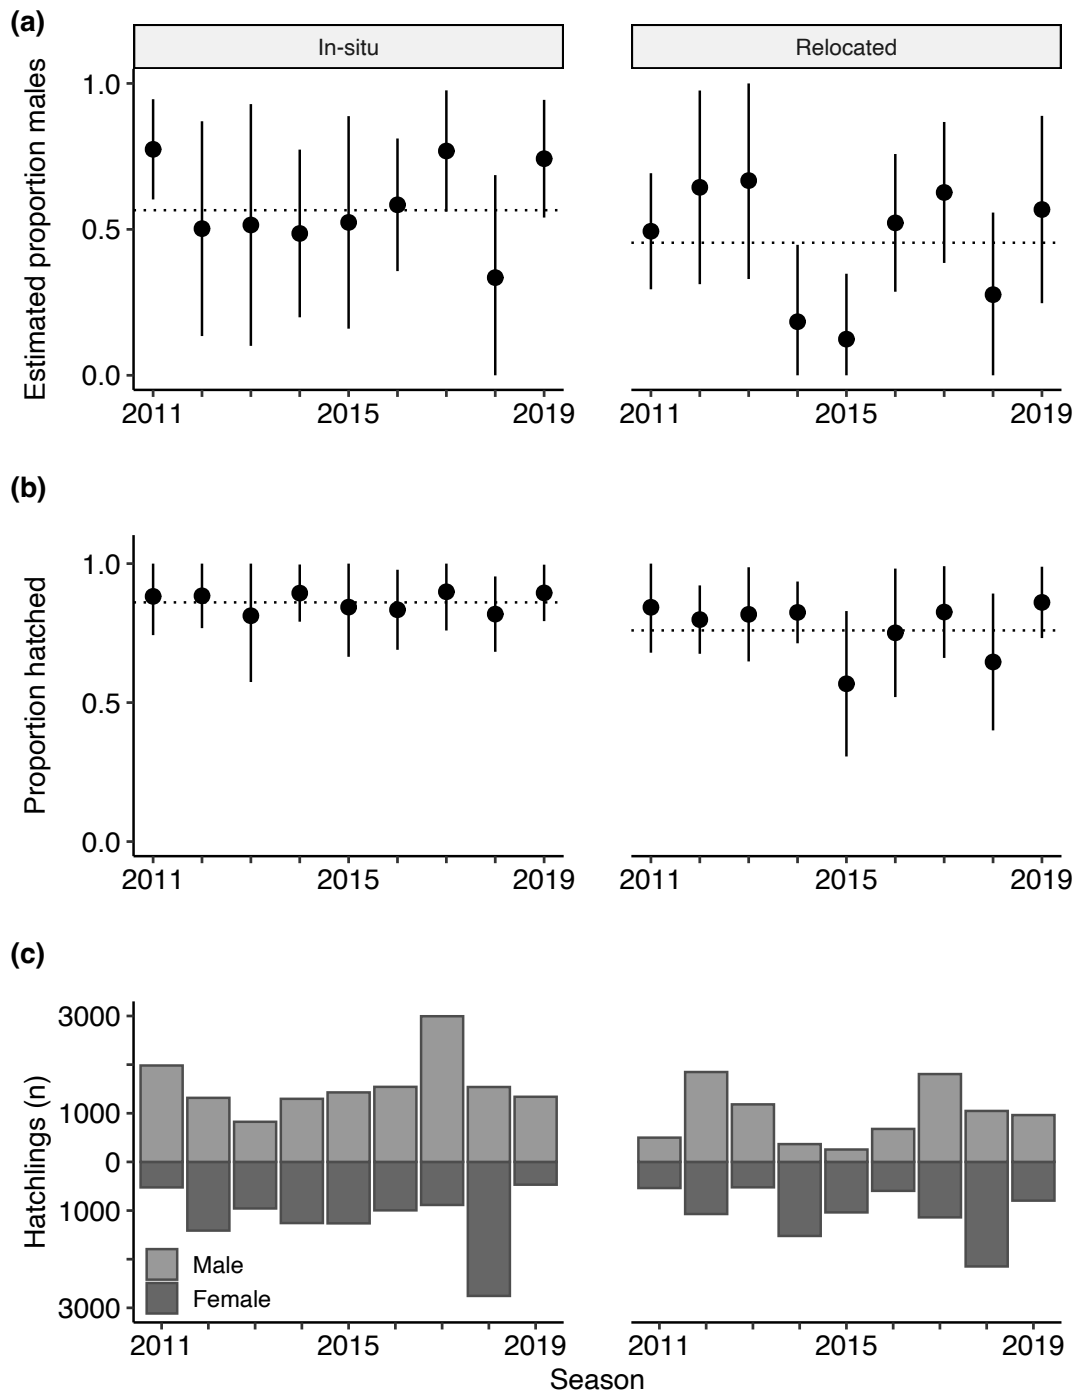 (a)
In-situ Relocated
Estimated proportion males
1.0
0.5
0.0
2011 2015 2019 2011 2015 2019
(b)
Proportion hatched
1.0
0.5
0.0
2011 2015 2019 2011 2015 2019
(c)
Hatchlings (n)
3000
1000
0
1000
3000
Male
Female
2011 2015 2019 2011 2015 2019
Season